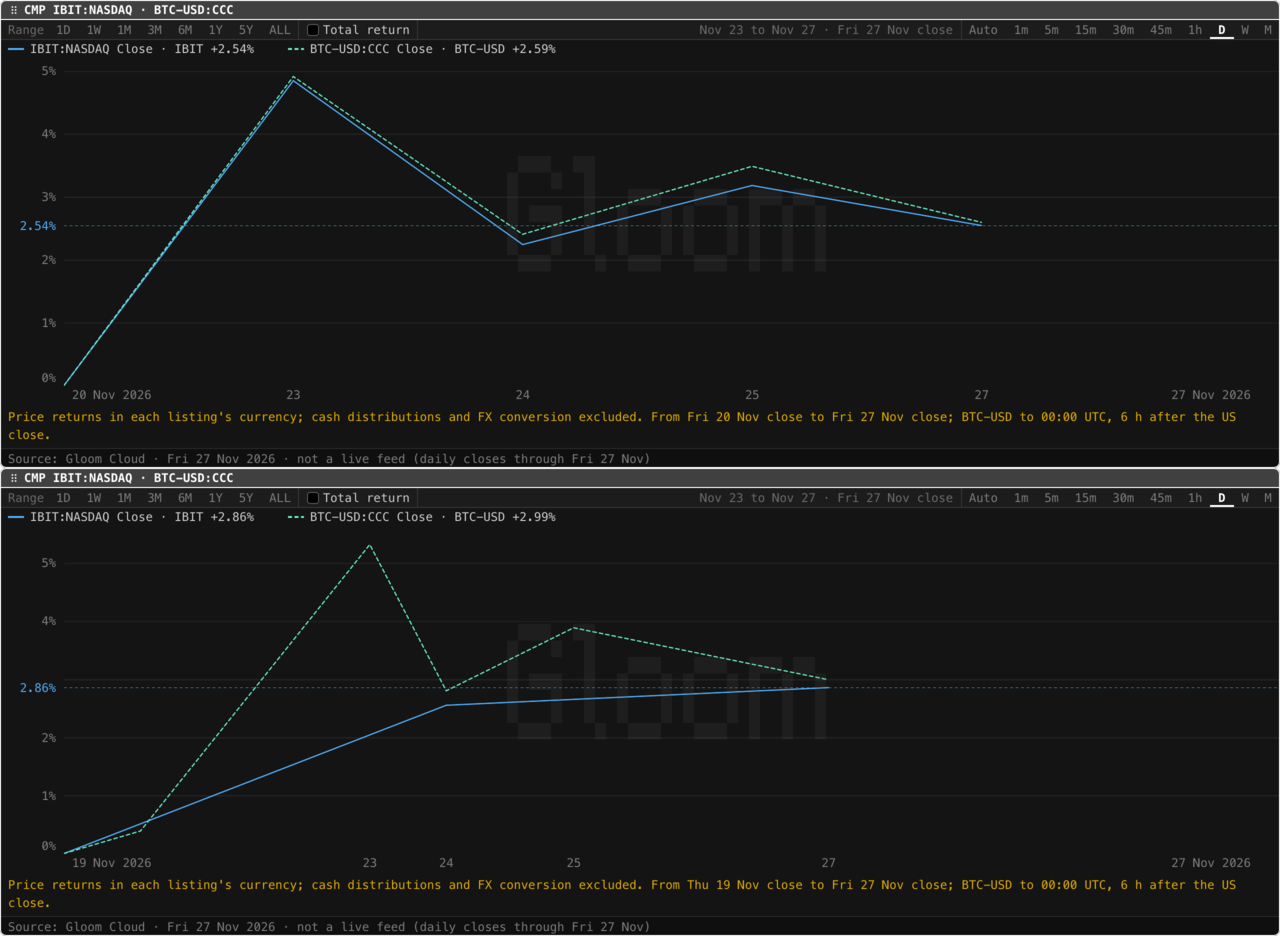 ⠿ CMP IBIT:NASDAQ · BTC-USD:CCC
Range 1D 1W 1M 3M 6M 1Y 5Y ALL Total return Nov 23 to Nov 27 · Fri 27 Nov close Auto 1m 5m 15m 30m 45m 1h D W M
IBIT:NASDAQ Close · IBIT +2.54% BTC-USD:CCC Close · BTC-USD +2.59%
5%
4%
3%
2.54%
2%
1%
0%
Gloom
20 Nov 2026 23 24 25 27 27 Nov 2026
Price returns in each listing's currency; cash distributions and FX conversion excluded. From Fri 20 Nov close to Fri 27 Nov close; BTC-USD to 00:00 UTC, 6 h after the US
close.
Source: Gloom Cloud · Fri 27 Nov 2026 · not a live feed (daily closes through Fri 27 Nov)
⠿ CMP IBIT:NASDAQ · BTC-USD:CCC
Range 1D 1W 1M 3M 6M 1Y 5Y ALL Total return Nov 23 to Nov 27 · Fri 27 Nov close Auto 1m 5m 15m 30m 45m 1h D W M
IBIT:NASDAQ Close · IBIT +2.86% BTC-USD:CCC Close · BTC-USD +2.99%
5%
4%
2.86%
2%
1%
0%
Gloom
19 Nov 2026 23 24 25 27 27 Nov 2026
Price returns in each listing's currency; cash distributions and FX conversion excluded. From Thu 19 Nov close to Fri 27 Nov close; BTC-USD to 00:00 UTC, 6 h after the US
close.
Source: Gloom Cloud · Fri 27 Nov 2026 · not a live feed (daily closes through Fri 27 Nov)